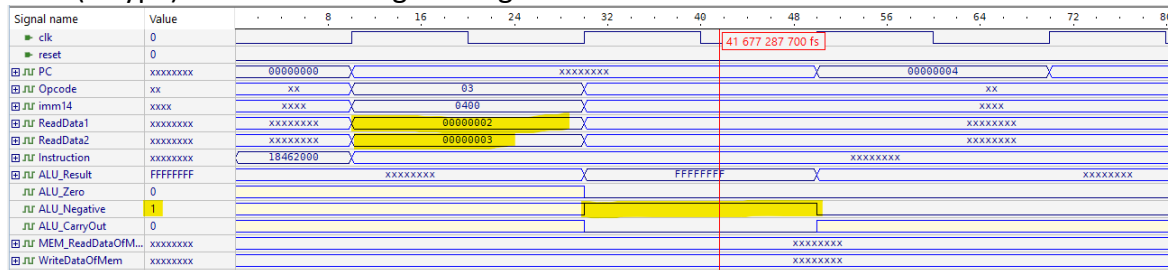 Signal name Value 8 16 24 32 40 48 56 64 72 80
clk 0 41 677 287 700 fs
reset 0
PC xxxxxxxx 00000000 xxxxxxxx 00000004
Opcode xx xx 03 xx
imm14 xxxx xxxx 0400 xxxx
ReadData1 xxxxxxxx xxxxxxxx 00000002 xxxxxxxx
ReadData2 xxxxxxxx xxxxxxxx 00000003 xxxxxxxx
Instruction xxxxxxxx 18462000 xxxxxxxx
ALU_Result FFFFFFFF xxxxxxxx FFFFFFFF xxxxxxxx
ALU_Zero 0
ALU_Negative 1
ALU_CarryOut 0
MEM_ReadDataOfM... xxxxxxxx xxxxxxxx
WriteDataOfMem xxxxxxxx xxxxxxxx